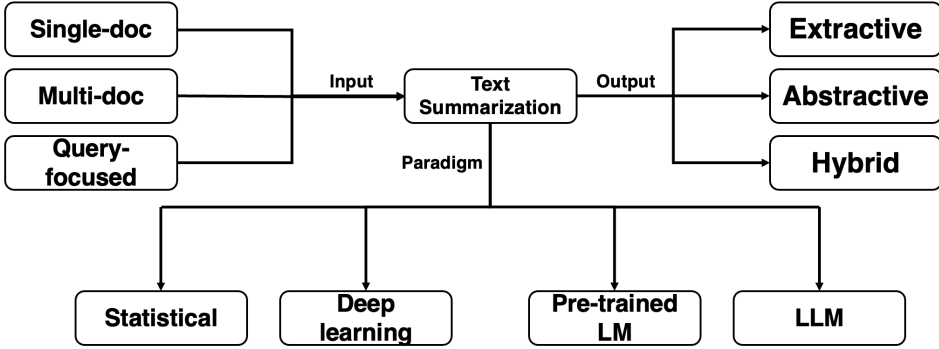 Single-doc
Multi-doc
Query-
focused
Input
Text
Summarization
Output
Extractive
Abstractive
Hybrid
Paradigm
Statistical
Deep
learning
Pre-trained
LM
LLM